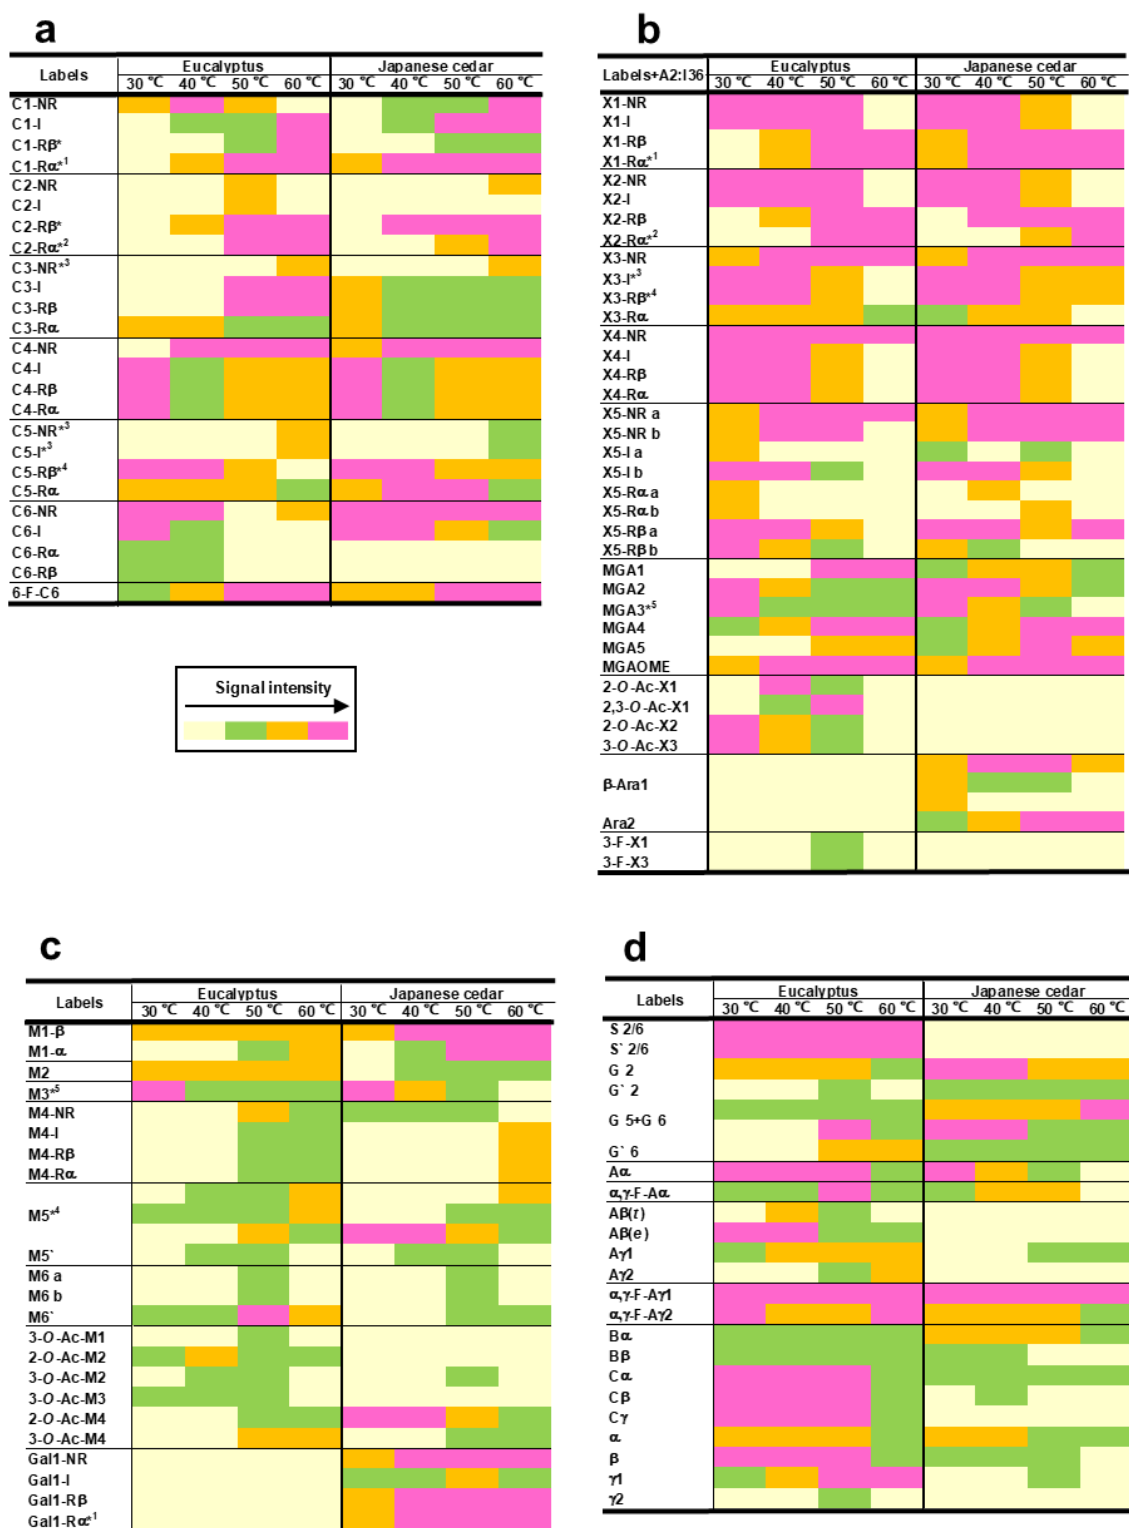 a
Eucalyptus Japanese cedar
Labels 30 °C 40 °C 50 °C 60 °C 30 °C 40 °C 50 °C 60 °C
C1-NR
C1-I
C1-Rβ*
C1-Rα*1
C2-NR
C2-I
C2-Rβ*
C2-Rα*2
C3-NR*3
C3-I
C3-Rβ
C3-Rα
C4-NR
C4-I
C4-Rβ
C4-Rα
C5-NR*3
C5-I*3
C5-Rβ*4
C5-Rα
C6-NR
C6-I
C6-Rα
C6-Rβ
6-F-C6
Signal intensity
b
Eucalyptus Japanese cedar
Labels+A2:I36 30 °C 40 °C 50 °C 60 °C 30 °C 40 °C 50 °C 60 °C
X1-NR
X1-I
X1-Rβ
X1-Rα*1
X2-NR
X2-I
X2-Rβ
X2-Rα*2
X3-NR
X3-I*3
X3-Rβ*4
X3-Rα
X4-NR
X4-I
X4-Rβ
X4-Rα
X5-NR a
X5-NR b
X5-I a
X5-I b
X5-Rα a
X5-Rα b
X5-Rβ a
X5-Rβ b
MGA1
MGA2
MGA3*5
MGA4
MGA5
MGAOME
2-O-Ac-X1
2,3-O-Ac-X1
2-O-Ac-X2
3-O-Ac-X3
β-Ara1
Ara2
3-F-X1
3-F-X3
c
Eucalyptus Japanese cedar
Labels 30 °C 40 °C 50 °C 60 °C 30 °C 40 °C 50 °C 60 °C
M1-β
M1-α
M2
M3*5
M4-NR
M4-I
M4-Rβ
M4-Rα
M5*4
M5`
M6 a
M6 b
M6`
3-O-Ac-M1
2-O-Ac-M2
3-O-Ac-M2
3-O-Ac-M3
2-O-Ac-M4
3-O-Ac-M4
Gal1-NR
Gal1-I
Gal1-Rβ
Gal1-Rα*1
d
Eucalyptus Japanese cedar
Labels 30 °C 40 °C 50 °C 60 °C 30 °C 40 °C 50 °C 60 °C
S 2/6
S` 2/6
G 2
G` 2
G 5+G 6
G` 6
Aα
α,γ-F-Aα
Aβ(t)
Aβ(e)
Aγ1
Aγ2
α,γ-F-Aγ1
α,γ-F-Aγ2
Bα
Bβ
Cα
Cβ
Cγ
α
β
γ1
γ2